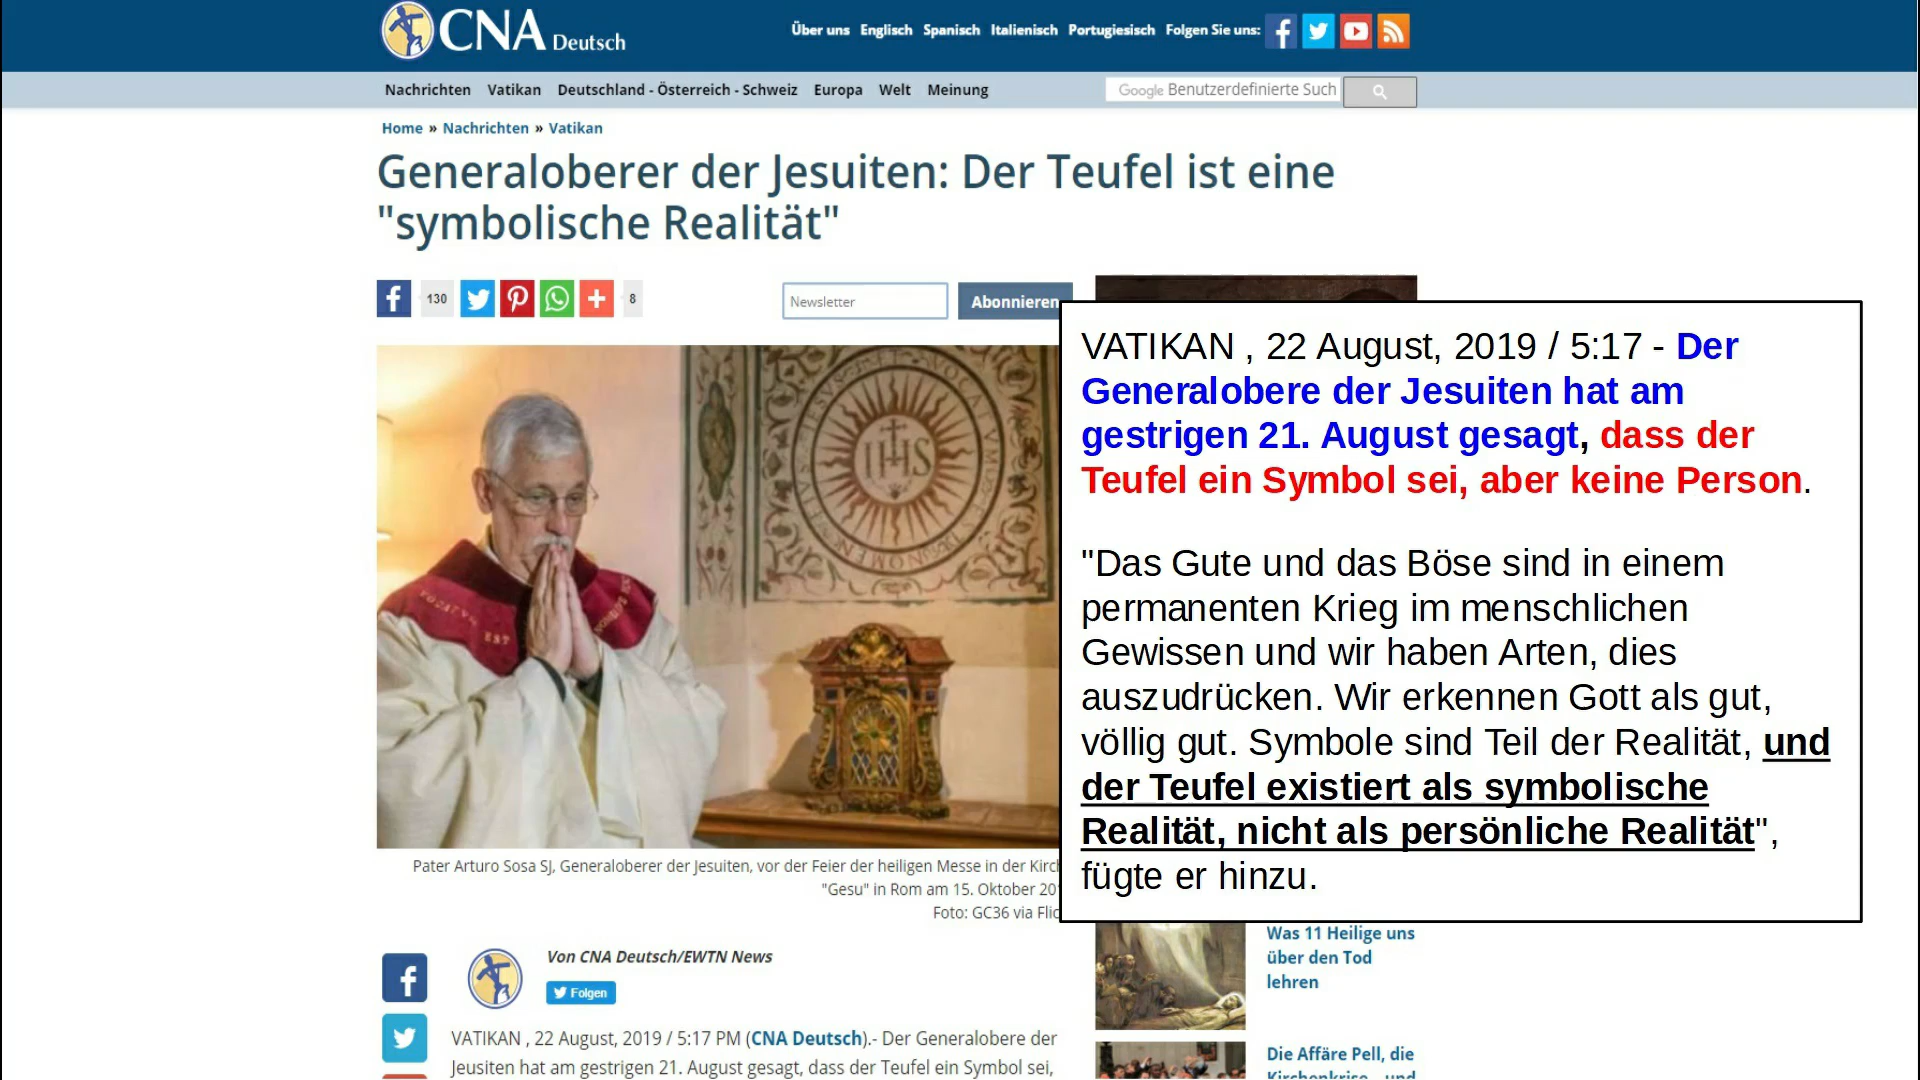 CNA Deutsch
Über uns Englisch Spanisch Italienisch Portugiesisch Folgen Sie uns:
Nachrichten Vatikan Deutschland - Österreich - Schweiz Europa Welt Meinung
Google Benutzerdefinierte Such
Home » Nachrichten » Vatikan
Generaloberer der Jesuiten: Der Teufel ist eine
"symbolische Realität"
130
8
Newsletter
Abonnieren
IHS
VATIKAN , 22 August, 2019 / 5:17 - Der
Generalobere der Jesuiten hat am
gestrigen 21. August gesagt, dass der
Teufel ein Symbol sei, aber keine Person.
"Das Gute und das Böse sind in einem
permanenten Krieg im menschlichen
Gewissen und wir haben Arten, dies
auszudrücken. Wir erkennen Gott als gut,
völlig gut. Symbole sind Teil der Realität, und
der Teufel existiert als symbolische
Realität, nicht als persönliche Realität",
fügte er hinzu.
Pater Arturo Sosa SJ, Generaloberer der Jesuiten, vor der Feier der heiligen Messe in der Kirch
"Gesu" in Rom am 15. Oktober 20
Foto: GC36 via Flic
Von CNA Deutsch/EWTN News
Folgen
VATIKAN , 22 August, 2019 / 5:17 PM (CNA Deutsch).- Der Generalobere der
Jesuiten hat am gestrigen 21. August gesagt, dass der Teufel ein Symbol sei,
Was 11 Heilige uns
über den Tod
lehren
Die Affäre Pell, die
Kirchenkrise - und